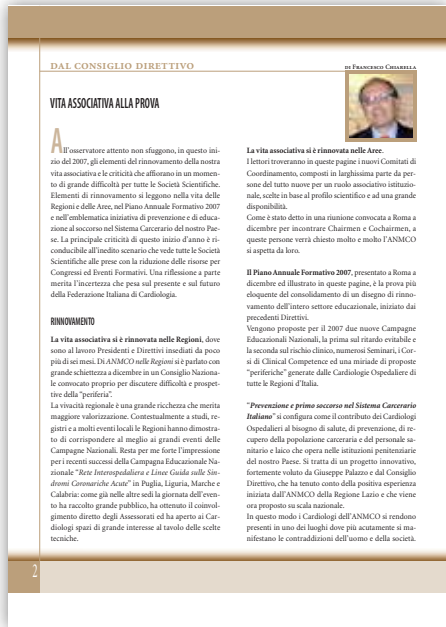 DAL CONSIGLIO DIRETTIVO
DI FRANCESCO CHIARELLA
VITA ASSOCIATIVA ALLA PROVA
All'osservatore attento non sfuggono, in questo ini-
zio del 2007, gli elementi del rinnovamento della nostra
vita associativa e le criticità che affiorano in un mo-
mento di grande difficoltà per tutte le Società Scientifiche.
Elementi di rinnovamento si leggono nella vita delle
Regioni e delle Aree, nel Piano Annuale Formativo 2007
e nell'emblematica iniziativa di prevenzione e di educa-
zione al soccorso nel Sistema Carcerario del nostro Pae-
se. La principale criticità di questo inizio d'anno è ri-
conducibile all'inedito scenario che vede tutte le Società
Scientifiche alle prese con la riduzione delle risorse per
Congressi ed Eventi Formativi. Una riflessione a parte
merita l'incertezza che pesa sul presente e sul futuro
della Federazione Italiana di Cardiologia.
RINNOVAMENTO
La vita associativa si è rinnovata nelle Regioni, dove
sono al lavoro Presidenti e Direttivi insediati da poco
più di sei mesi. Di ANMCO nelle Regioni si è parlato con
grande schiettezza a dicembre in un Consiglio Naziona-
le convocato proprio per discutere difficoltà e prospet-
tive della "periferia".
La vivacità regionale è una grande ricchezza che merita
maggiore valorizzazione. Contestualmente a studi, re-
gistri e a molti eventi locali le Regioni hanno dimostra-
to di corrispondere al meglio ai grandi eventi delle
Campagne Nazionali. Resta per me forte l'impressione
per i recenti successi della Campagna Educazionale Na-
zionale "Rete Interospedaliera e Linee Guida sulle Sin-
dromi Coronariche Acute" in Puglia, Liguria, Marche e
Calabria: come già nelle altre sedi la giornata dell'even-
to ha raccolto grande pubblico, ha ottenuto il coinvol-
gimento diretto degli Assessorati ed ha aperto ai Car-
diologi spazi di grande interesse al tavolo delle scelte
tecniche.
La vita associativa si è rinnovata nelle Aree.
I lettori troveranno in queste pagine i nuovi Comitati di
Coordinamento, composti in larghissima parte da per-
sone del tutto nuove per un ruolo associativo istituzio-
nale, scelte in base al profilo scientifico e ad una grande
disponibilità.
Come è stato detto in una riunione convocata a Roma a
dicembre per incontrare Chairmen e Cochairmen, a
queste persone verrà chiesto molto e molto l'ANMCO
si aspetta da loro.
Il Piano Annuale Formativo 2007, presentato a Roma a
dicembre ed illustrato in queste pagine, è la prova più
eloquente del consolidamento di un disegno di rinno-
vamento dell'intero settore educazionale, iniziato dai
precedenti Direttivi.
Vengono proposte per il 2007 due nuove Campagne
Educazionali Nazionali, la prima sul ritardo evitabile e
la seconda sul rischio clinico, numerosi Seminari, i Cor-
si di Clinical Competence ed una miriade di proposte
"periferiche" generate dalle Cardiologie Ospedaliere di
tutte le Regioni d'Italia.
"Prevenzione e primo soccorso nel Sistema Carcerario
Italiano" si configura come il contributo dei Cardiologi
Ospedalieri al bisogno di salute, di prevenzione, di re-
cupero della popolazione carceraria e del personale sa-
nitario e laico che opera nelle istituzioni penitenziarie
del nostro Paese. Si tratta di un progetto innovativo,
fortemente voluto da Giuseppe Palazzo e dal Consiglio
Direttivo, che ha tenuto conto della positiva esperienza
iniziata dall'ANMCO della Regione Lazio e che viene
ora proposto su scala nazionale.
In questo modo i Cardiologi dell'ANMCO si rendono
presenti in uno dei luoghi dove più acutamente si ma-
nifestano le contraddizioni dell'uomo e della società.
2